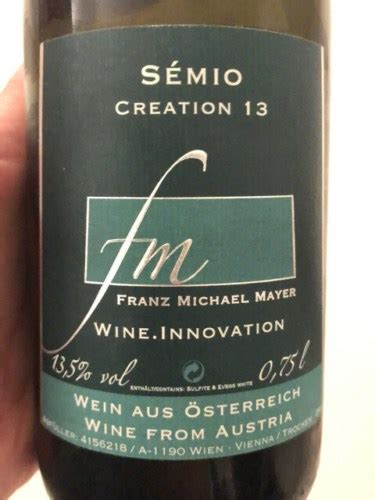 SÉMIO
CREATION 13
fm
FRANZ MICHAEL MAYER
WINE.INNOVATION
13,5% vol 0,75 l
ENTHÄLT/CONTAINS: SULFITE & EVEGG WHITE
WEIN AUS ÖSTERREICH
WINE FROM AUSTRIA
4156218 / A-1190 WIEN - VIENNA / TROCKEN